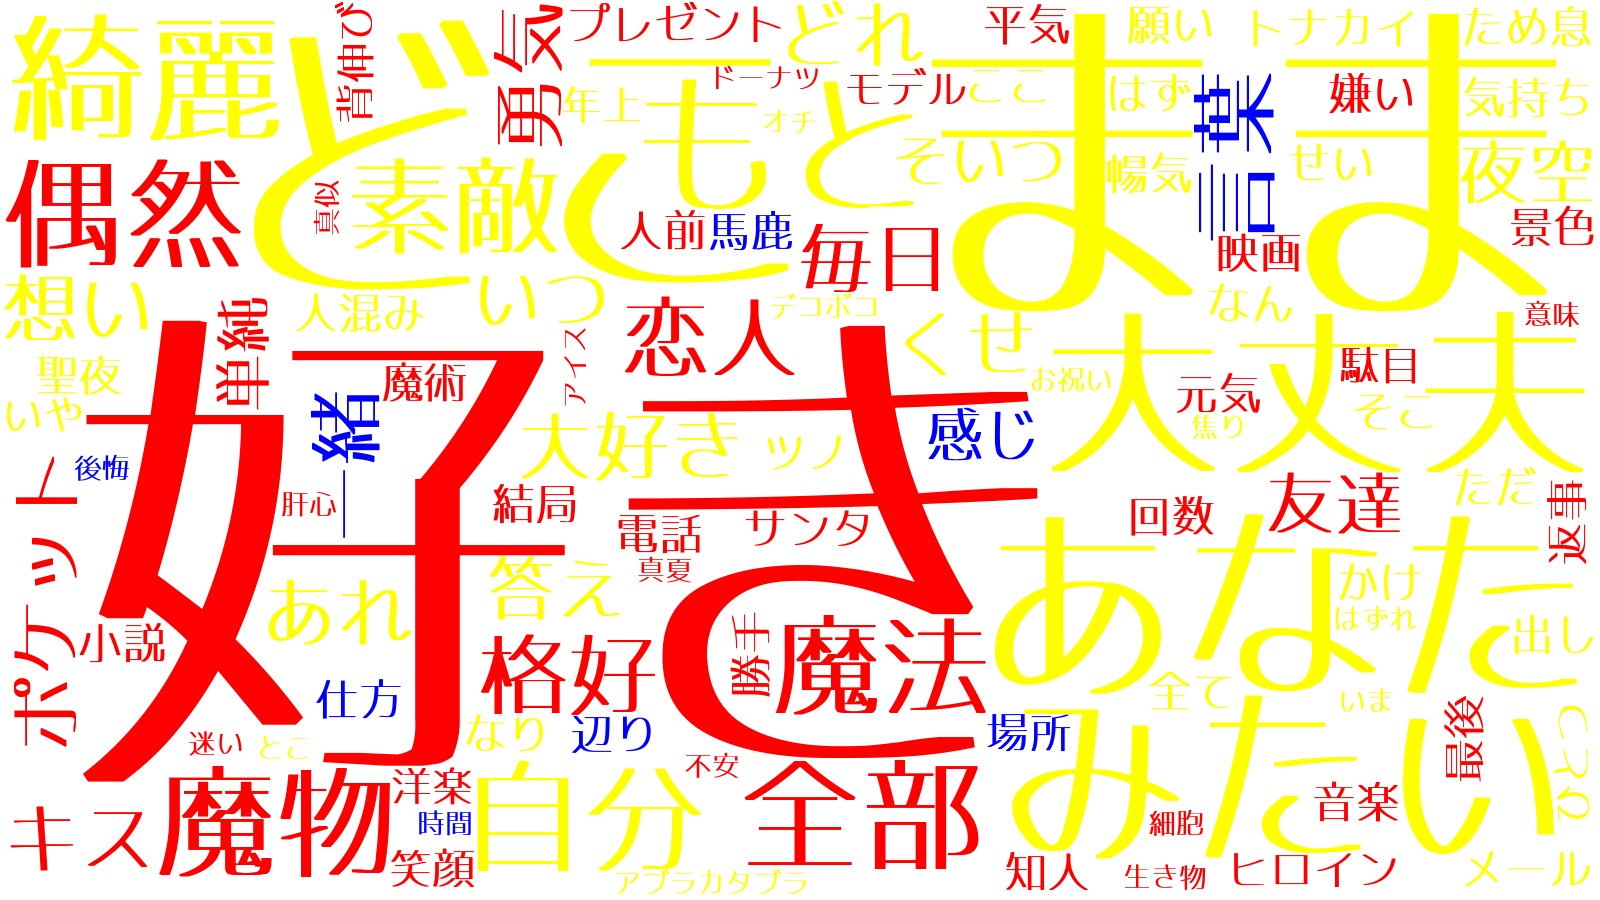 綺麗
どこ
もと
まま
背伸び
勇気
プレゼント
どれ
平気
願い
トナカイ
ため息
ドーナツ
モデル
ここ
はず
言葉
嫌い
気持ち
年上
オチ
そいつ
暢気
せい
夜空
偶然
素敵
真似
人前
馬鹿
毎日
映画
景色
想い
人混み
いつ
デコボコ
なん
意味
単純
恋人
くせ
大丈夫
聖夜
魔術
アイス
お祝い
元気
駄目
いや
一緒
大好き
ツノ
感じ
焦り
そこ
好き
後悔
肝心
結局
電話
サンタ
回数
友達
ただ
返事
ポケット
真夏
あなた
あれ
答え
かけ
はずれ
小説
格好
勝手
魔法
出し
仕方
なり
辺り
場所
全て
いま
迷い
とこ
不安
みたい
最後
キス
魔物
洋楽
時間
自分
全部
細胞
音楽
笑顔
アブラカタブラ
知人
生き物
ヒロイン
メール